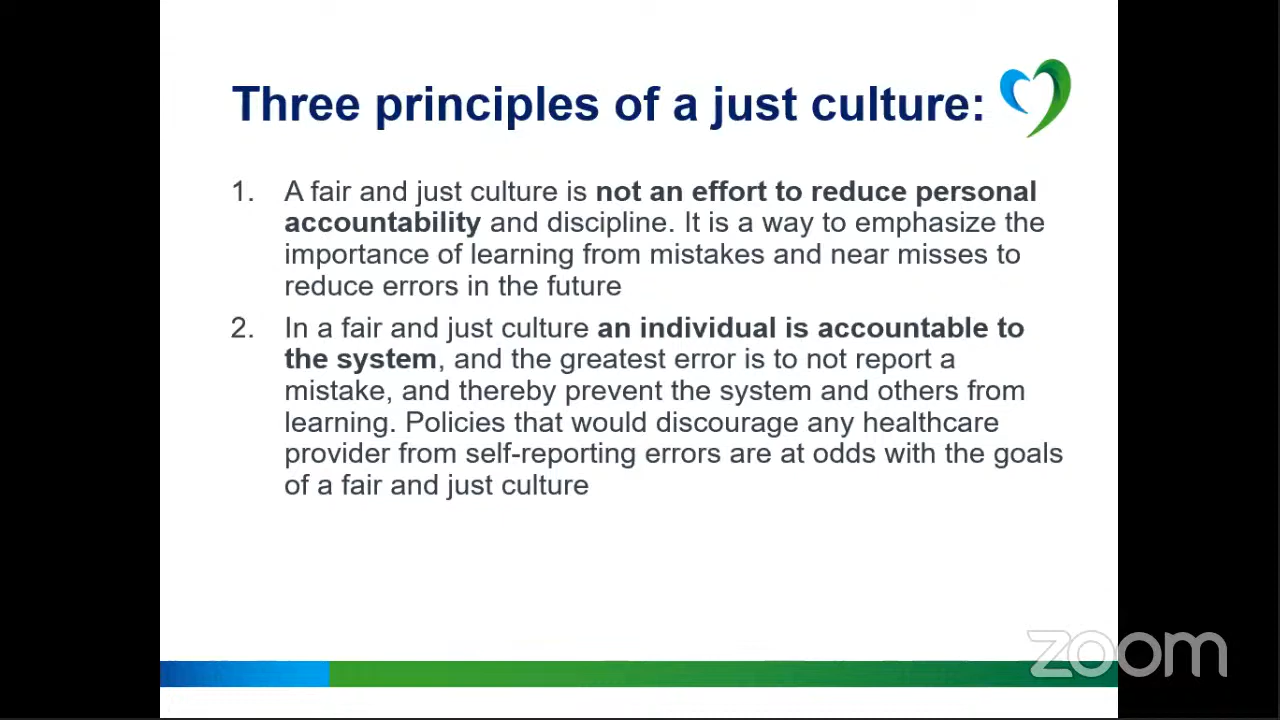 Three principles of a just culture:
1. A fair and just culture is not an effort to reduce personal
accountability and discipline. It is a way to emphasize the
importance of learning from mistakes and near misses to
reduce errors in the future
2. In a fair and just culture an individual is accountable to
the system, and the greatest error is to not report a
mistake, and thereby prevent the system and others from
learning. Policies that would discourage any healthcare
provider from self-reporting errors are at odds with the goals
of a fair and just culture
zoom